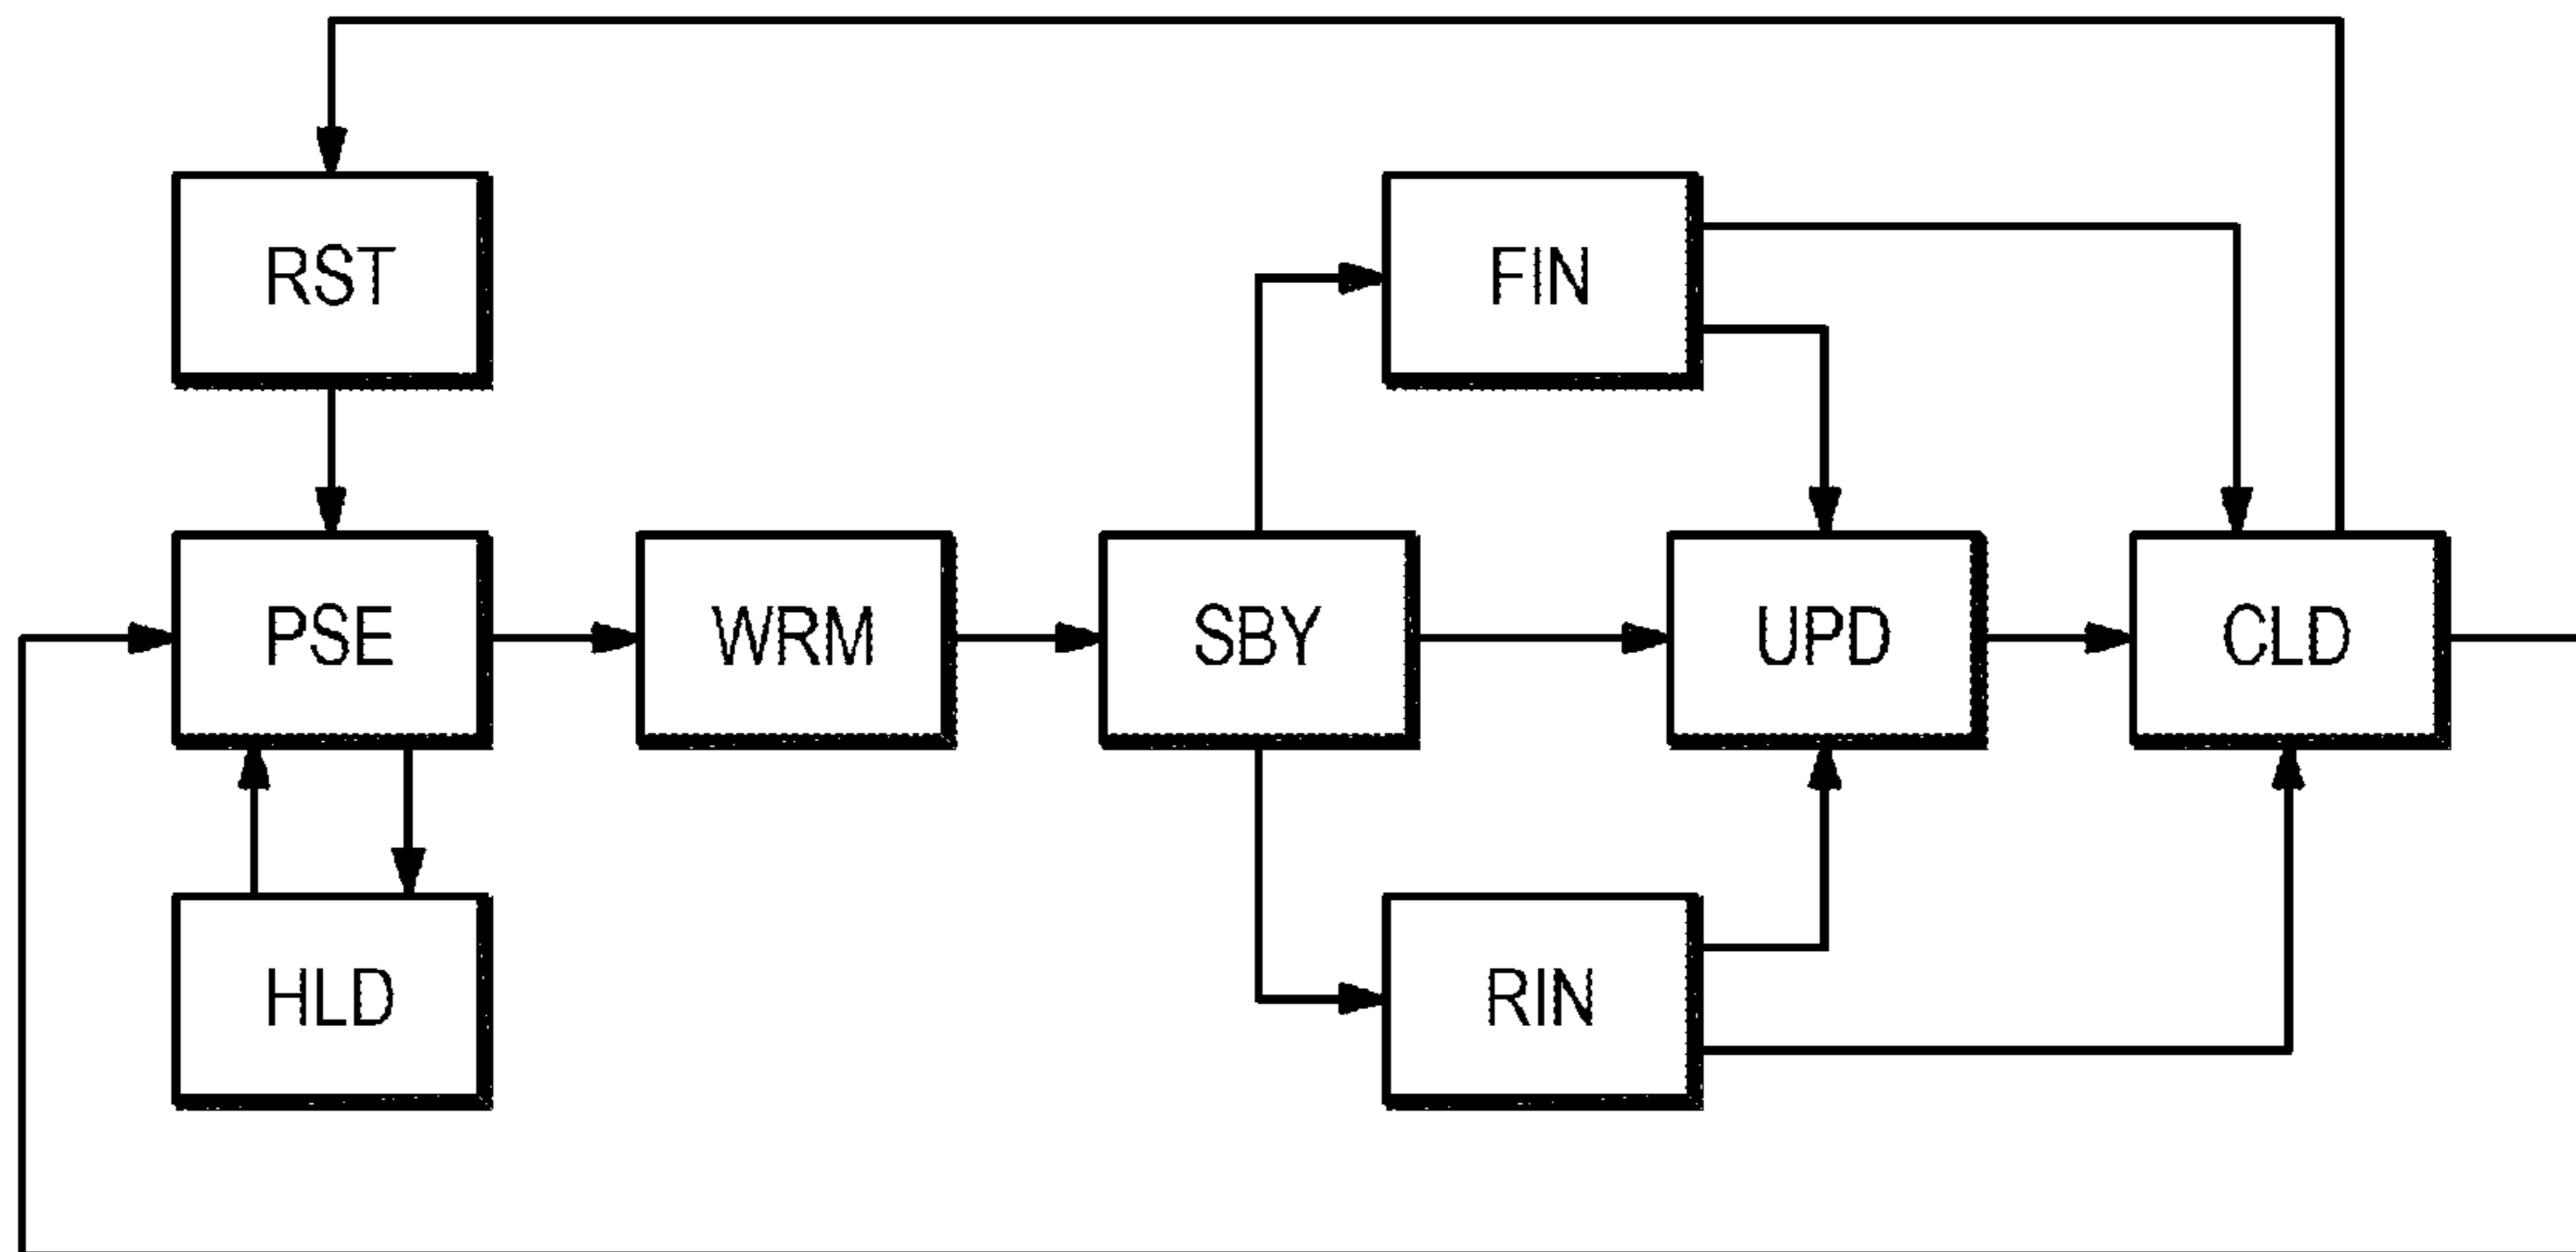 RST
FIN
PSE
WRM
SBY
UPD
CLD
HLD
RIN